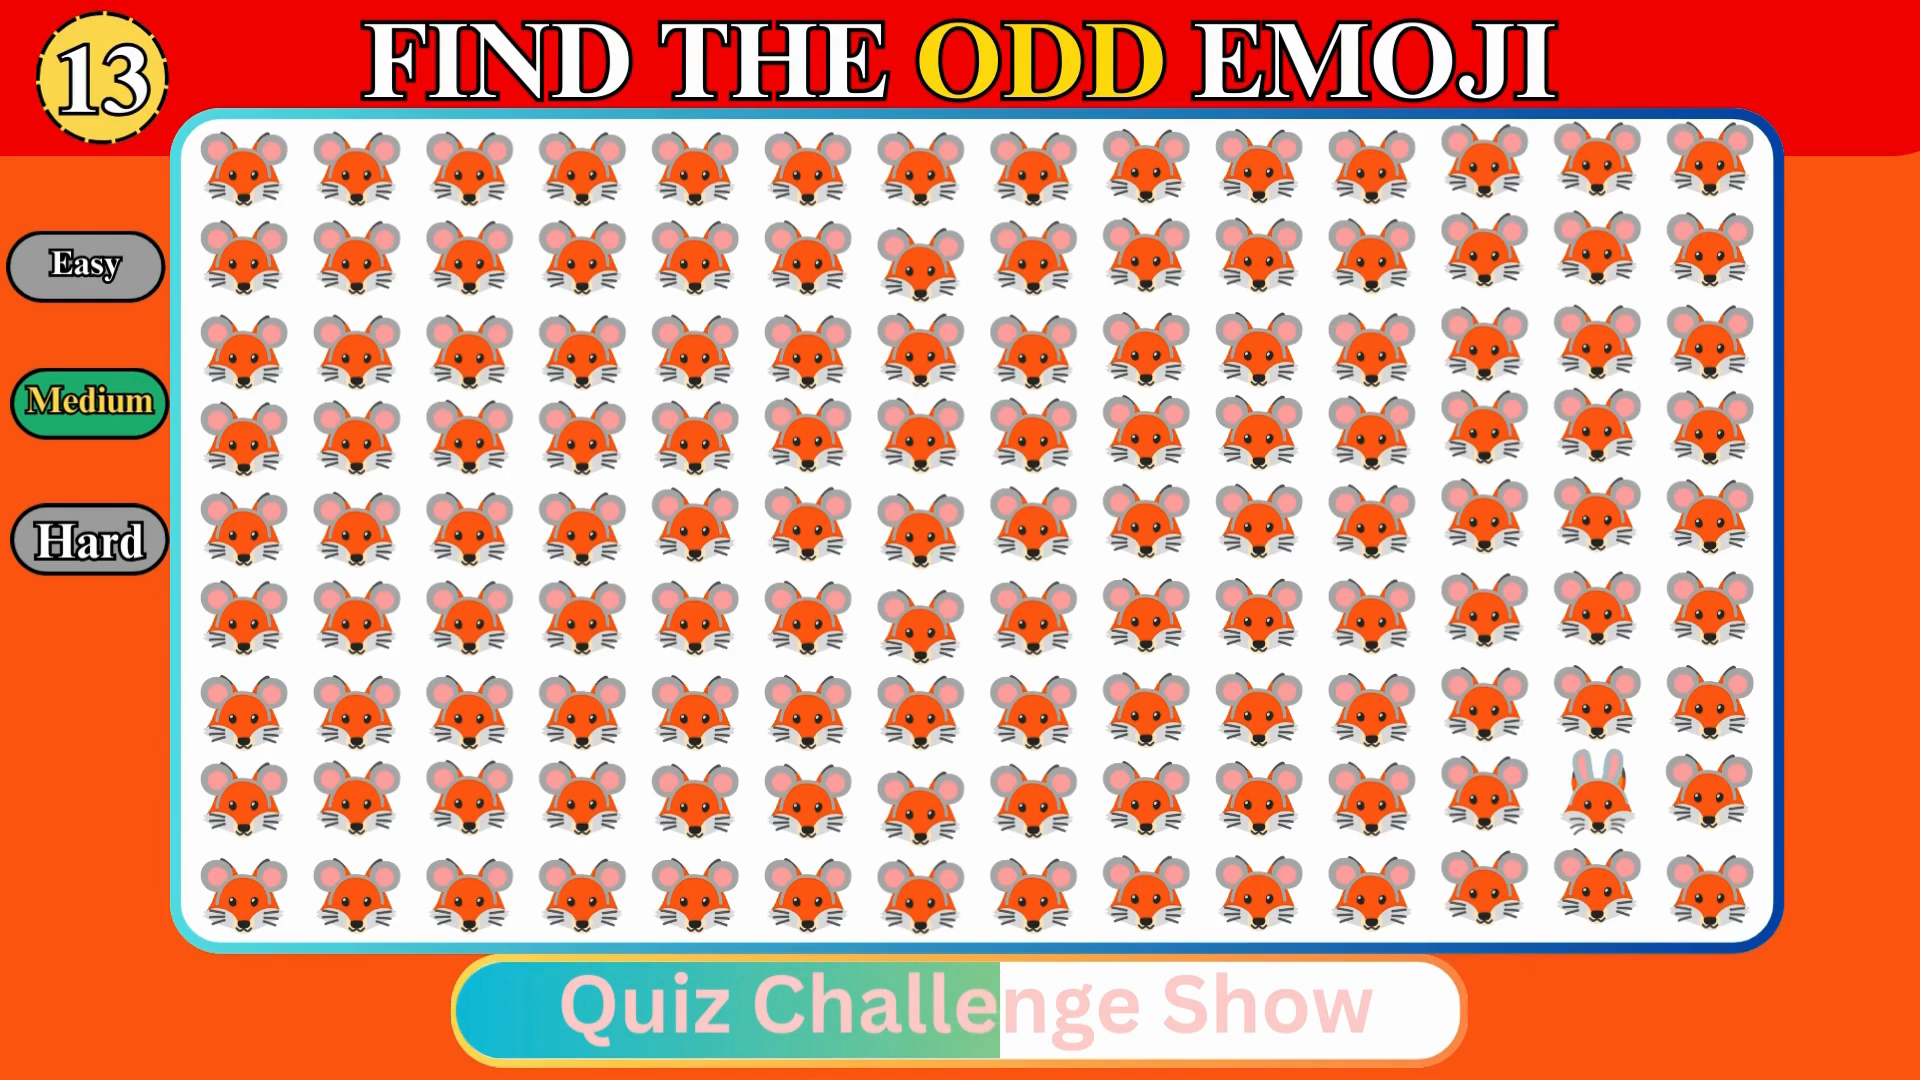 13
FIND THE ODD EMOJI
Easy
Medium
Hard
Quiz Challenge Show